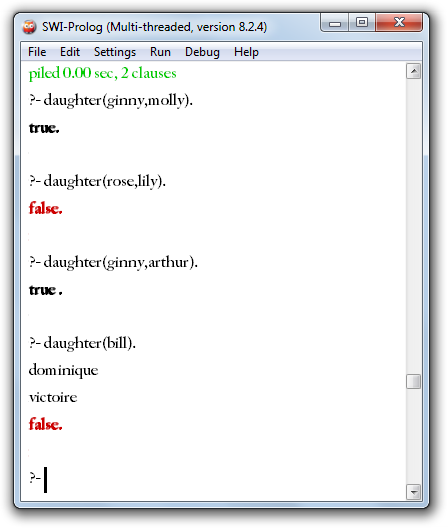 SWI-Prolog (Multi-threaded, version 8.2.4)
File Edit Settings Run Debug Help
piled 0.00 sec, 2 clauses
?- daughter(ginny,molly).
true.
?- daughter(rose,lily).
false.
?- daughter(ginny,arthur).
true .
?- daughter(bill).
dominique
victoire
false.
?-